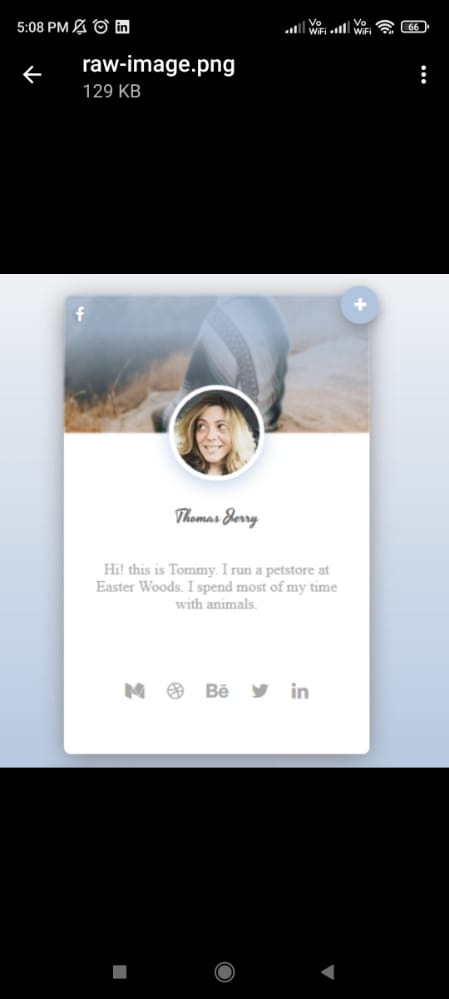 5:08 PM
Vo
WiFi
Vo
WiFi
66
raw-image.png
129 KB
f
+
Thomas Jerry
Hi! this is Tommy. I run a petstore at
Easter Woods. I spend most of my time
with animals.
Bē
in